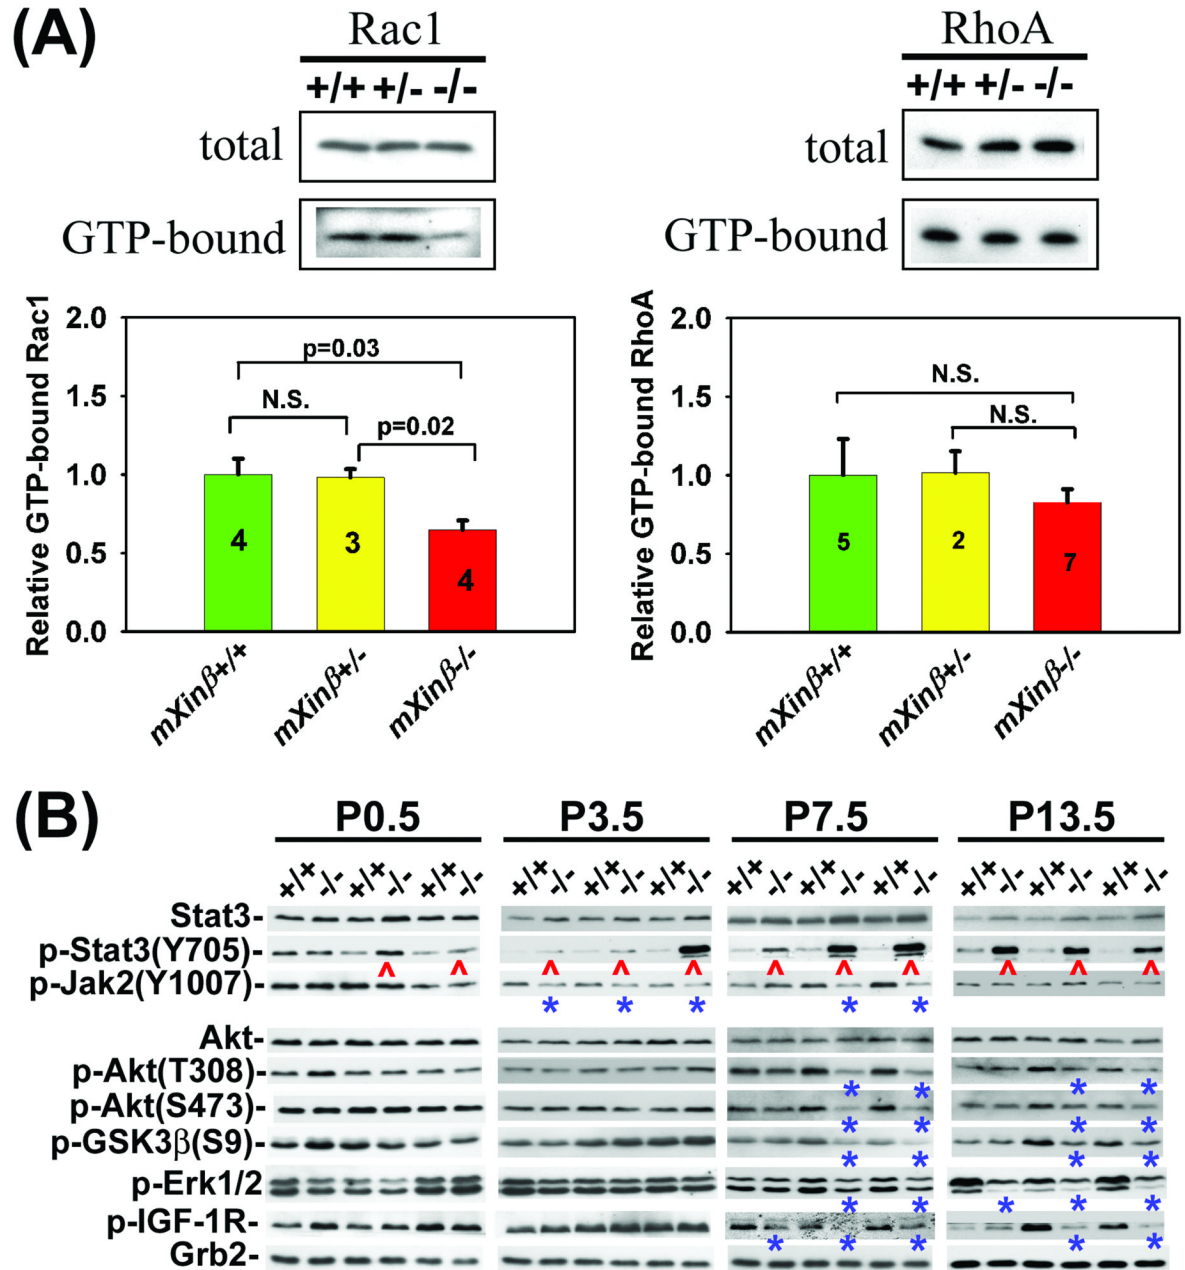 (A)
Rac1
+/+ +/- -/-
total
GTP-bound
Relative GTP-bound Rac1
2.0
1.5
1.0
0.5
0.0
p=0.03
N.S.
p=0.02
4
3
4
mXinβ+/+
mXinβ+/-
mXinβ-/-
RhoA
+/+ +/- -/-
total
GTP-bound
Relative GTP-bound RhoA
2.0
1.5
1.0
0.5
0.0
N.S.
N.S.
5
2
7
mXinβ+/+
mXinβ+/-
mXinβ-/-
(B)
P0.5 P3.5 P7.5 P13.5
+/+ -/- +/+ -/- +/+ -/- +/+ -/- +/+ -/- +/+ -/- +/+ -/- +/+ -/- +/+ -/- +/+ -/- +/+ -/- +/+ -/-
Stat3-
p-Stat3(Y705)-
^ ^ ^ ^ ^ ^ ^ ^ ^ ^ ^
p-Jak2(Y1007)-
* * * * *
Akt-
p-Akt(T308)-
* * * *
p-Akt(S473)-
* * * *
p-GSK3β(S9)-
* * * *
p-Erk1/2
* * * * *
p-IGF-1R-
* * * * *
Grb2-